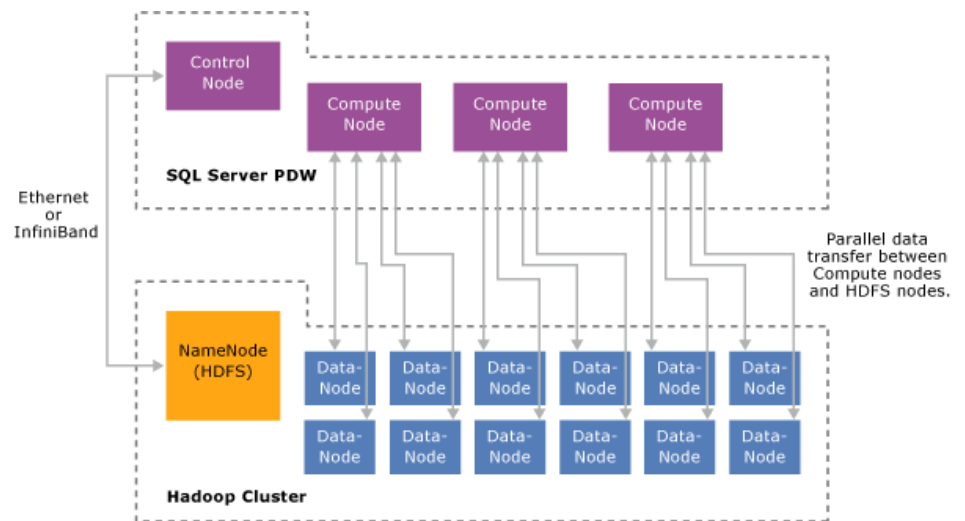 Control
Node
Compute
Node
Compute
Node
Compute
Node
SQL Server PDW
Ethernet
or
InfiniBand
Parallel data
transfer between
Compute nodes
and HDFS nodes.
NameNode
(HDFS)
Data-
Node
Data-
Node
Data-
Node
Data-
Node
Data-
Node
Data-
Node
Data-
Node
Data-
Node
Data-
Node
Data-
Node
Data-
Node
Data-
Node
Hadoop Cluster